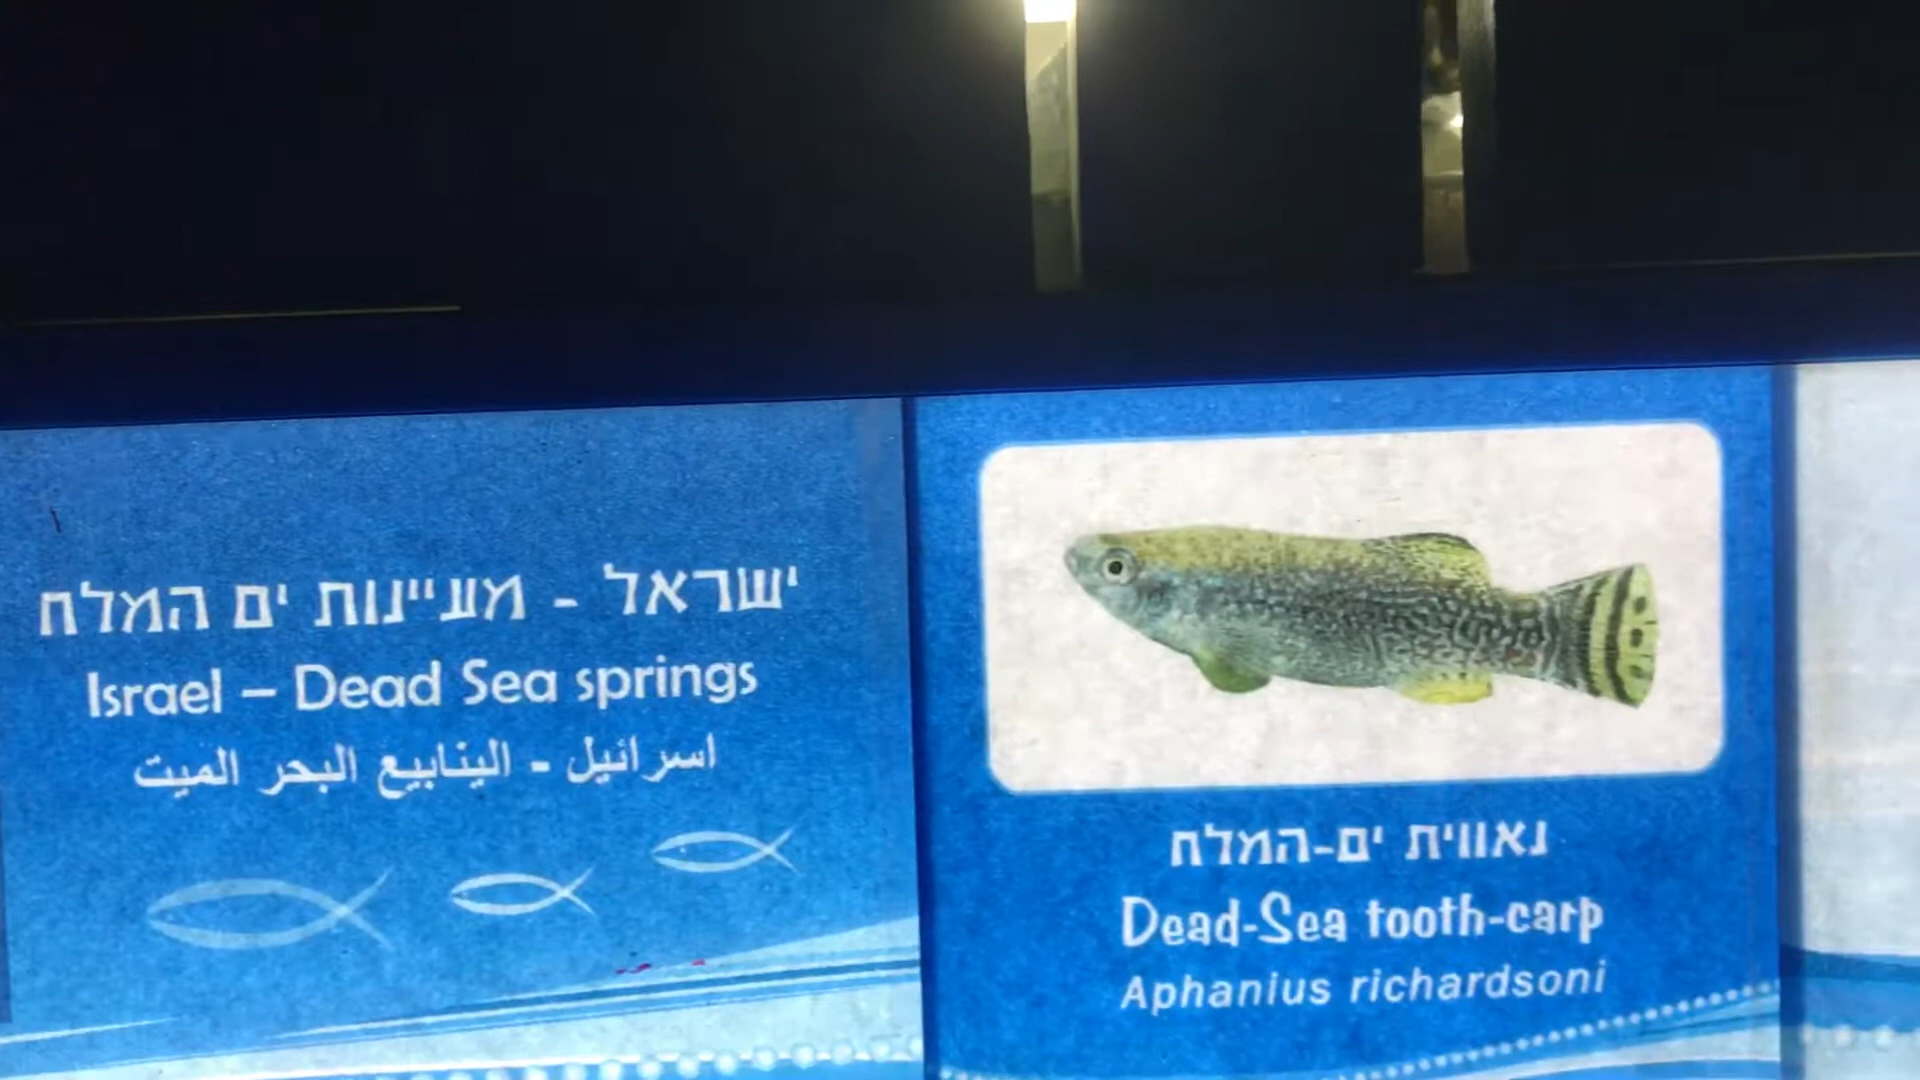 ישראל - מעיינות ים המלח
Israel – Dead Sea springs
اسرائيل - الينابيع البحر الميت
נאווית ים-המלח
Dead-Sea tooth-carp
Aphanius richardsoni